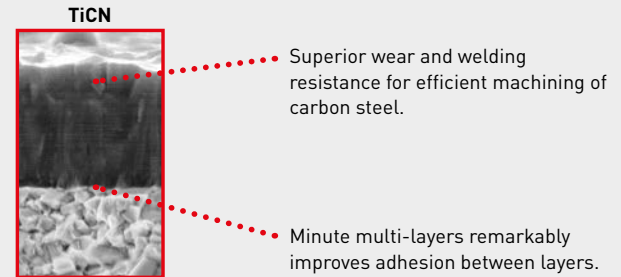 TiCN
Superior wear and welding
resistance for efficient machining of
carbon steel.
Minute multi-layers remarkably
improves adhesion between layers.